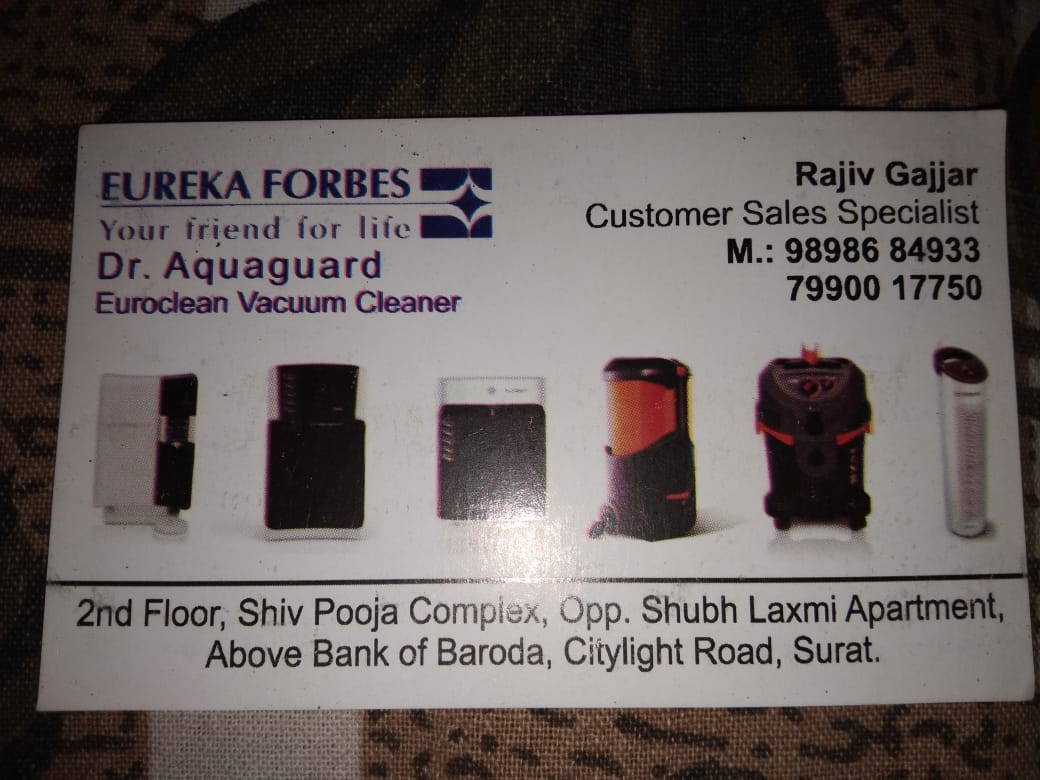 EUREKA FORBES
Your friend for life
Dr. Aquaguard
Euroclean Vacuum Cleaner
Rajiv Gajjar
Customer Sales Specialist
M.: 98986 84933
79900 17750
2nd Floor, Shiv Pooja Complex, Opp. Shubh Laxmi Apartment,
Above Bank of Baroda, Citylight Road, Surat.